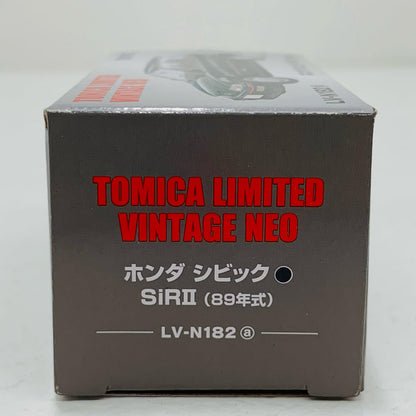 TOMICA LIMITED
VINTAGE NEO
ホンダ シビック
SiRⅡ（89年式）
LV-N182 ⓐ